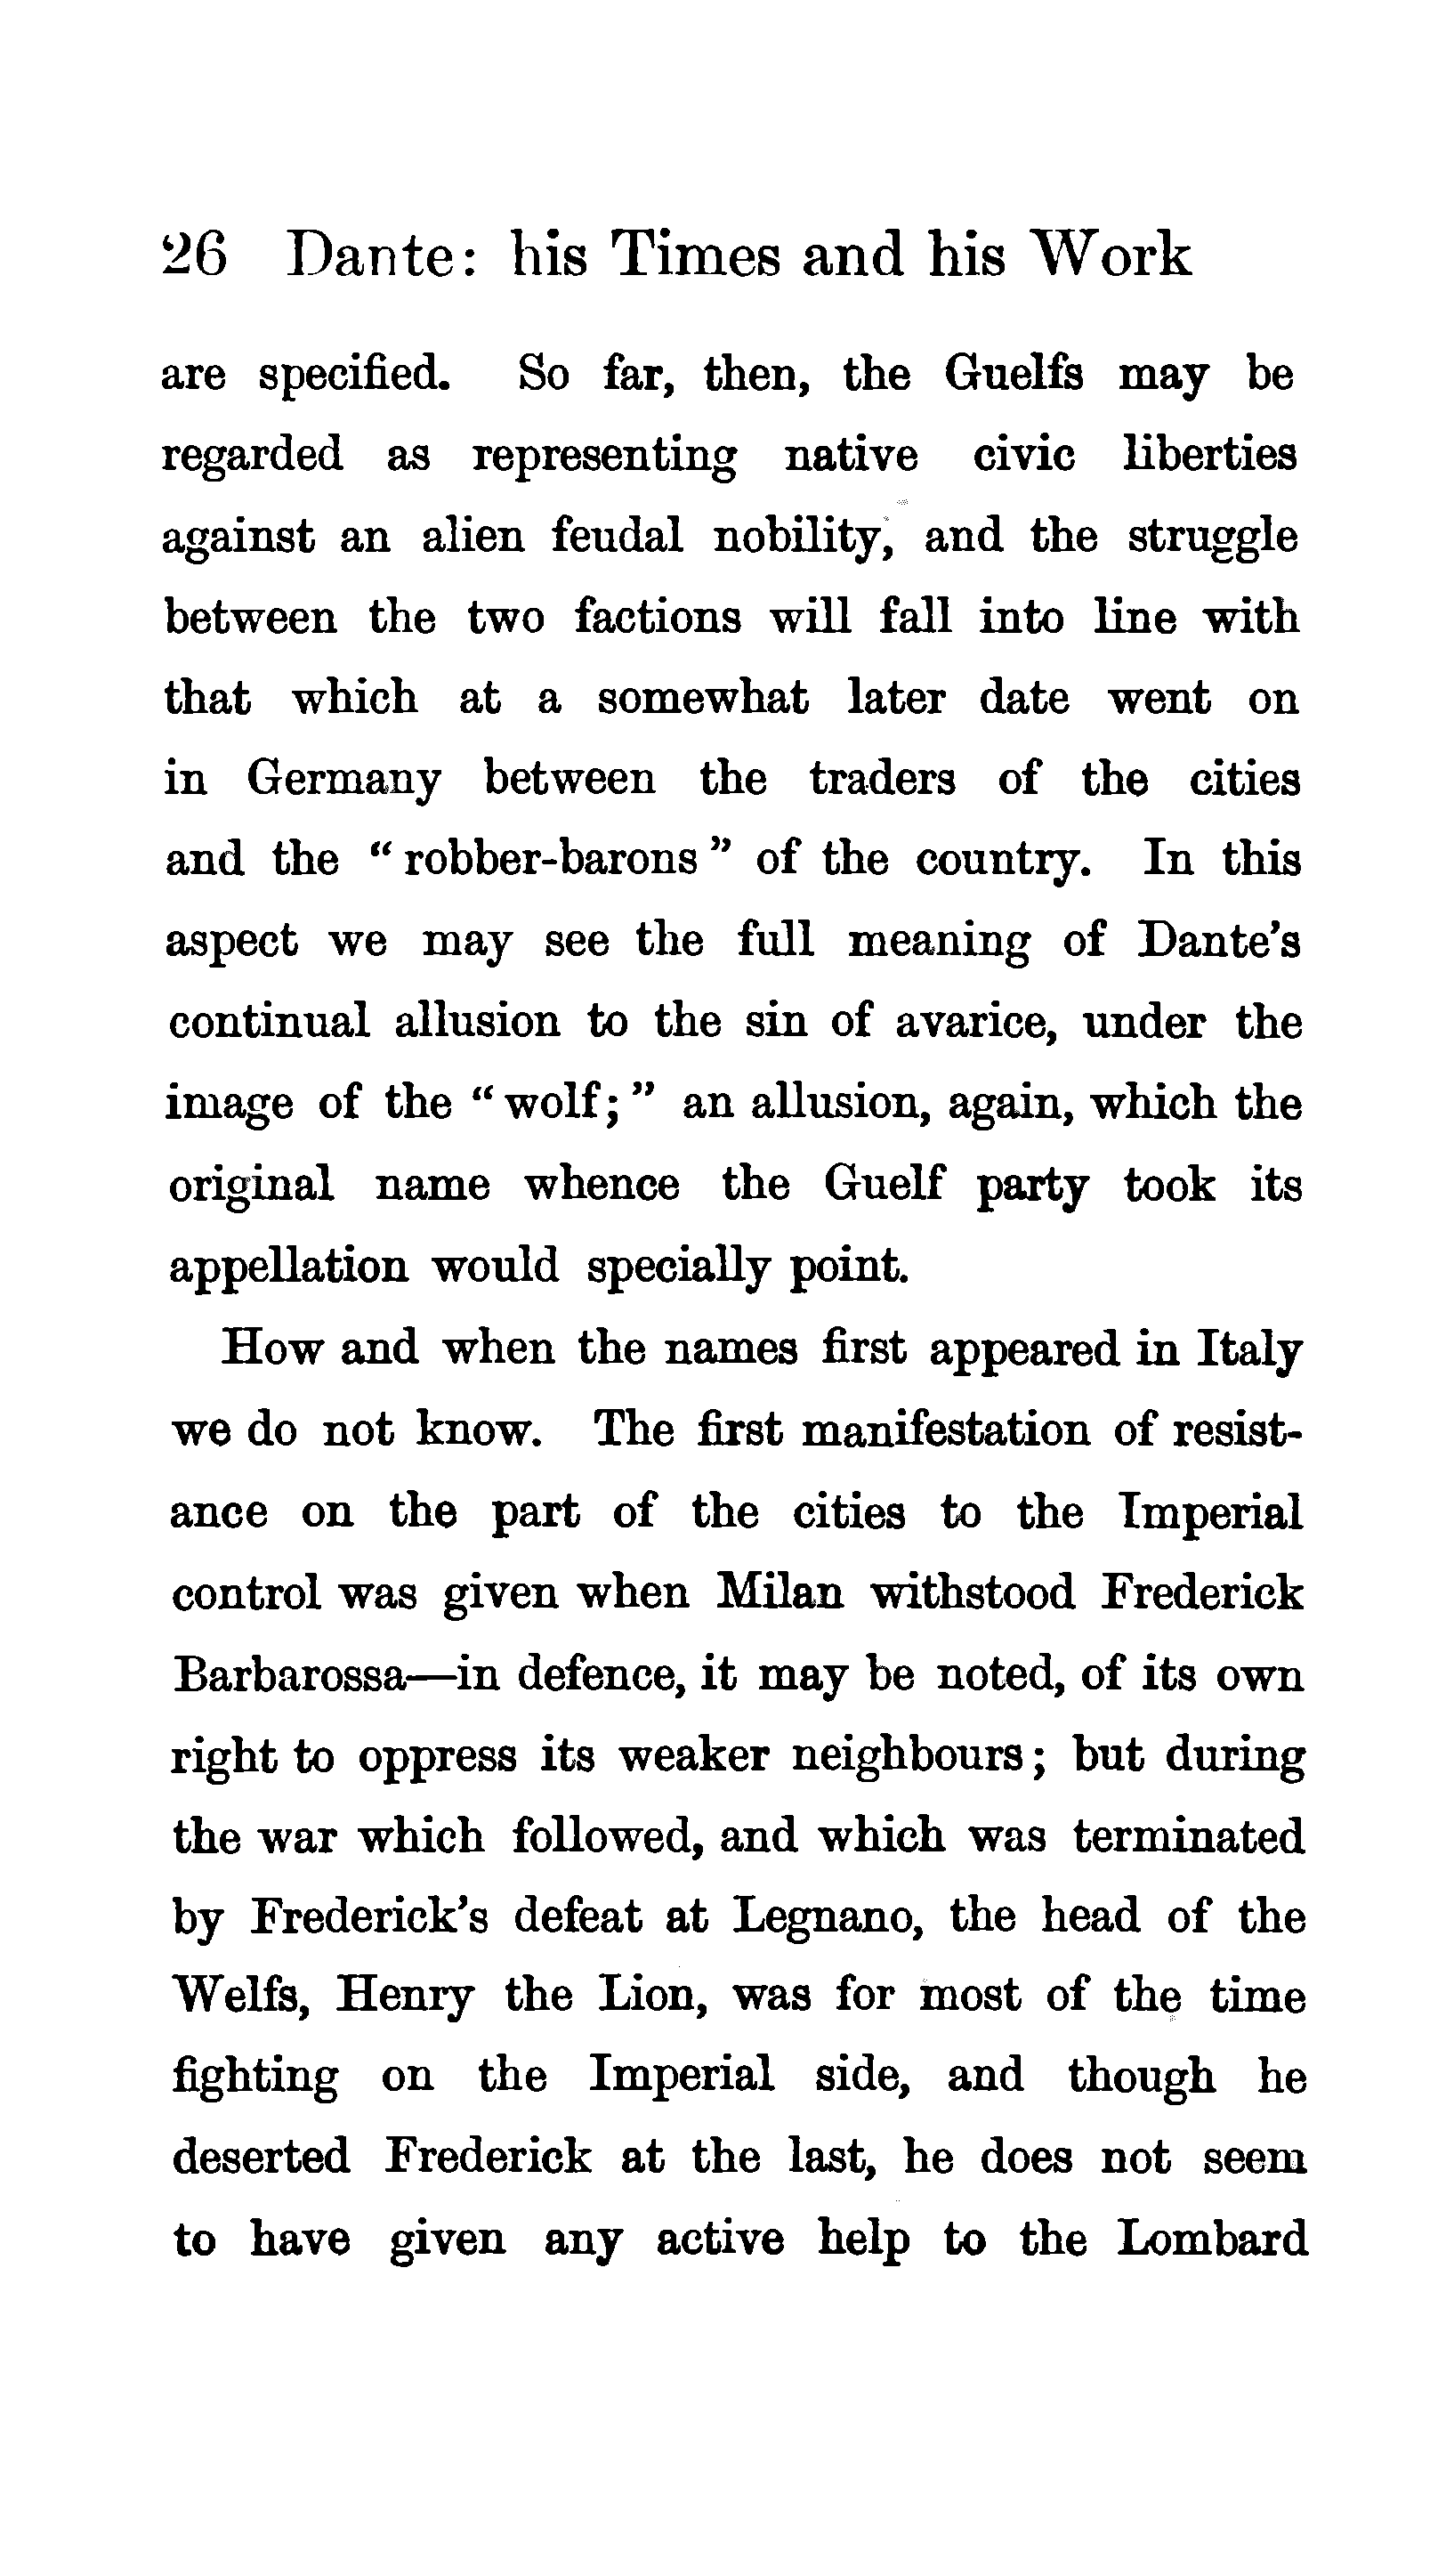 26 Dante: his Times and his Work
are specified. So far, then, the Guelfs may be
regarded as representing native civic liberties
against an alien feudal nobility, and the struggle
between the two factions will fall into line with
that which at a somewhat later date went on
in Germany between the traders of the cities
and the “robber-barons” of the country. In this
aspect we may see the full meaning of Dante’s
continual allusion to the sin of avarice, under the
image of the “wolf;” an allusion, again, which the
original name whence the Guelf party took its
appellation would specially point.
How and when the names first appeared in Italy
we do not know. The first manifestation of resist-
ance on the part of the cities to the Imperial
control was given when Milan withstood Frederick
Barbarossa—in defence, it may be noted, of its own
right to oppress its weaker neighbours; but during
the war which followed, and which was terminated
by Frederick’s defeat at Legnano, the head of the
Welfs, Henry the Lion, was for most of the time
fighting on the Imperial side, and though he
deserted Frederick at the last, he does not seem
to have given any active help to the Lombard